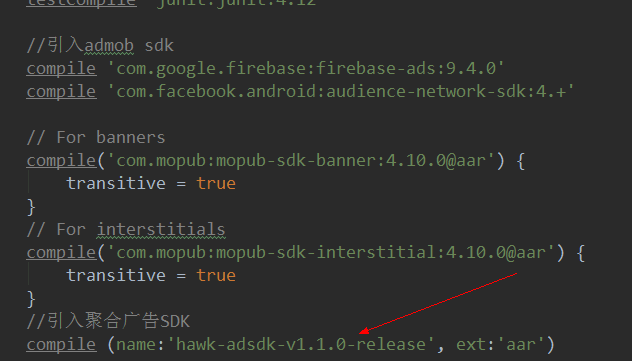 testCompile 'junit:junit:4.12'
//引入admob sdk
compile 'com.google.firebase:firebase-ads:9.4.0'
compile 'com.facebook.android:audience-network-sdk:4.+'
// For banners
compile('com.mopub:mopub-sdk-banner:4.10.0@aar') {
transitive = true
}
// For interstitials
compile('com.mopub:mopub-sdk-interstitial:4.10.0@aar') {
transitive = true
}
//引入聚合广告SDK
compile (name:'hawk-adsdk-v1.1.0-release', ext:'aar')